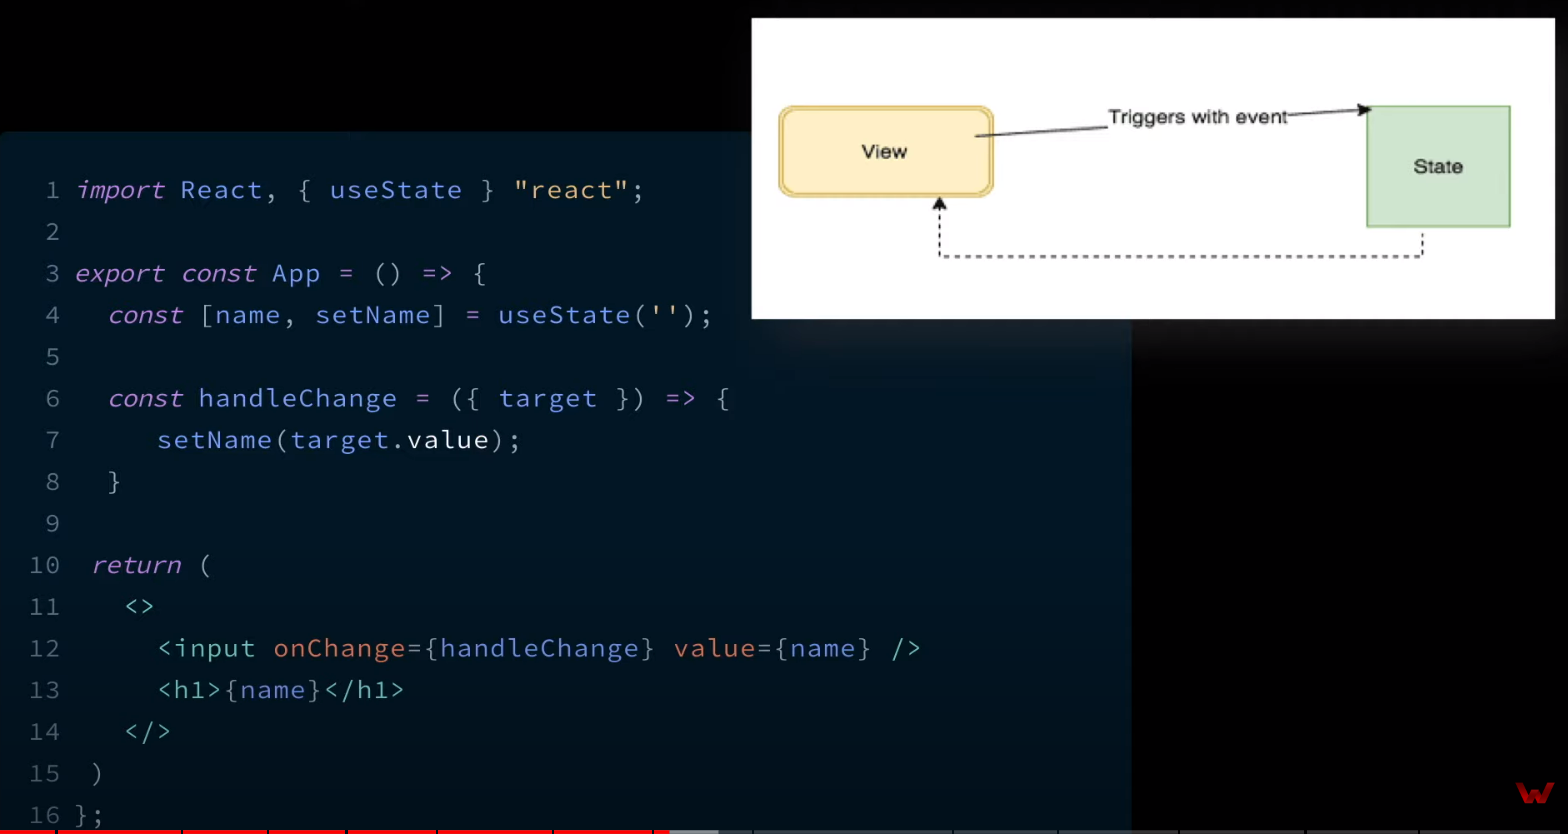 View
Triggers with event
State
1 import React, { useState } "react";
2
3 export const App = () => {
4 const [name, setName] = useState('');
5
6 const handleChange = ({ target }) => {
7 setName(target.value);
8 }
9
10 return (
11 <>
12 <input onChange={handleChange} value={name} />
13 <h1>{name}</h1>
14 </>
15 )
16 };
W